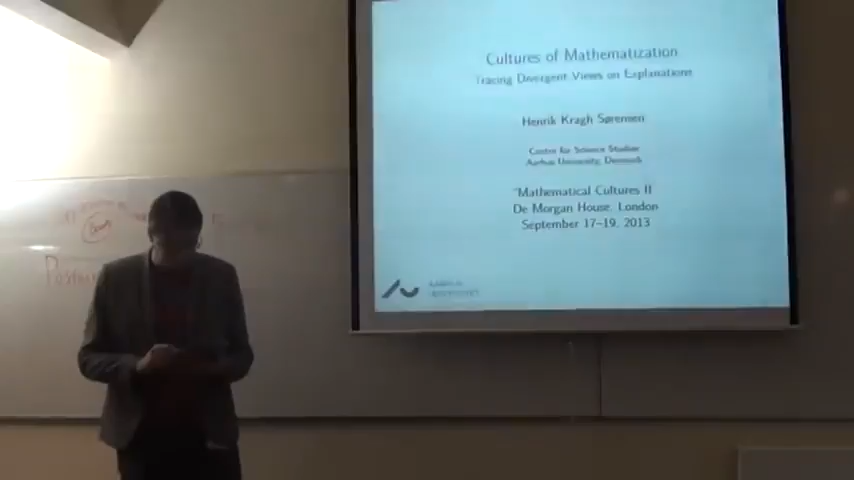 Cultures of Mathematization
Tracing Divergent Views on Explanations
Henrik Kragh Sørensen
Centre for Science Studies
Aarhus University, Denmark
"Mathematical Cultures II
De Morgan House, London
September 17–19, 2013